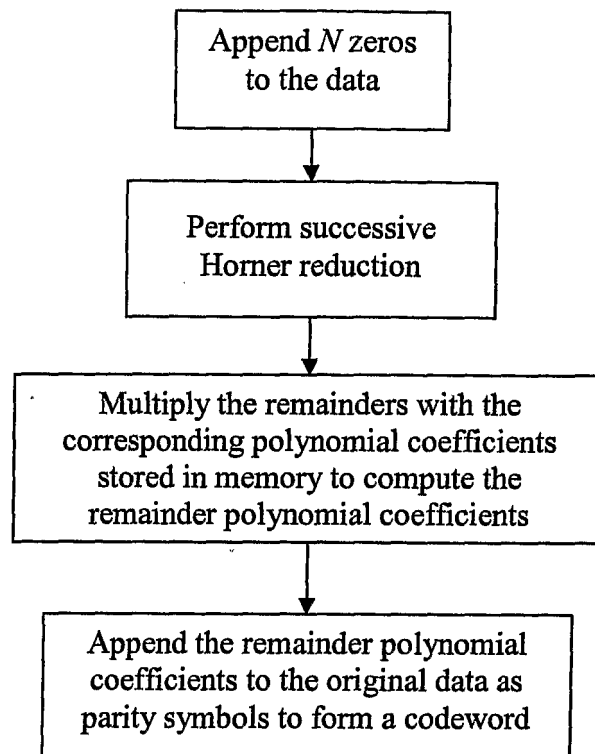 Append N zeros
to the data
Perform successive
Horner reduction
Multiply the remainders with the
corresponding polynomial coefficients
stored in memory to compute the
remainder polynomial coefficients
Append the remainder polynomial
coefficients to the original data as
parity symbols to form a codeword